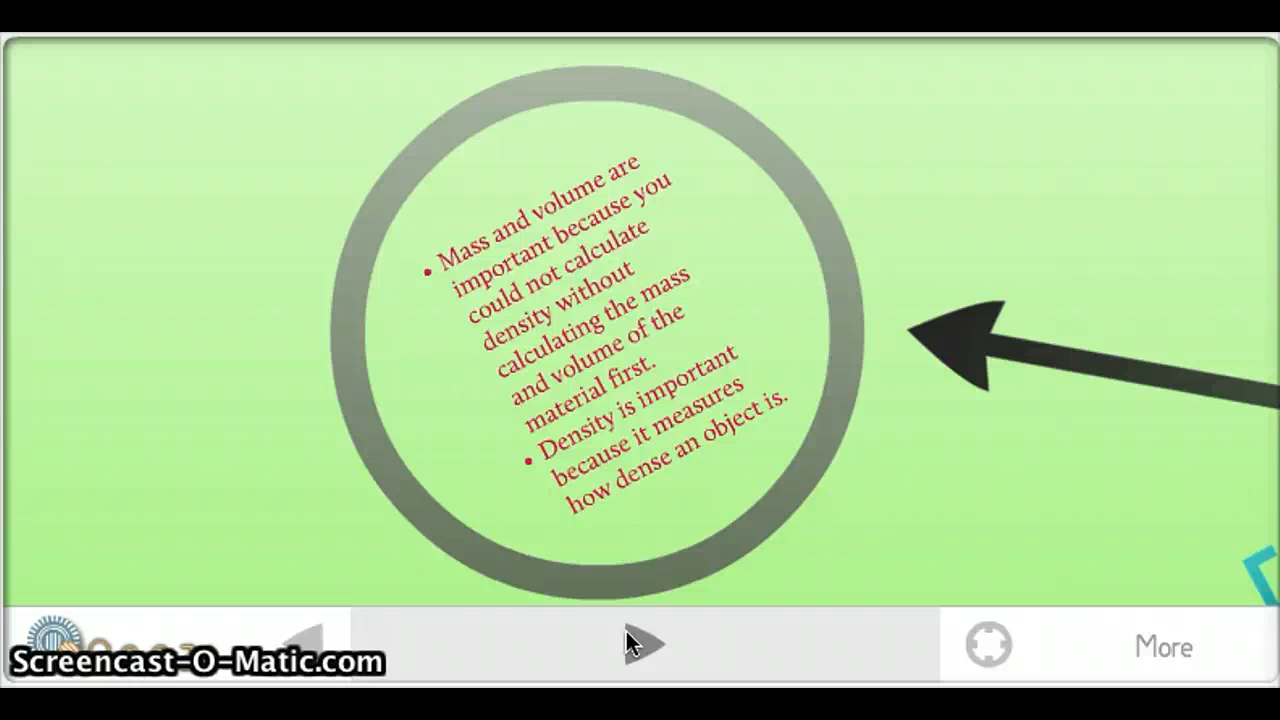 • Mass and volume are
important because you
could not calculate
density without
calculating the mass
and volume of the
material first.
• Density is important
because it measures
how dense an object is.
More
Screencast-O-Matic.com